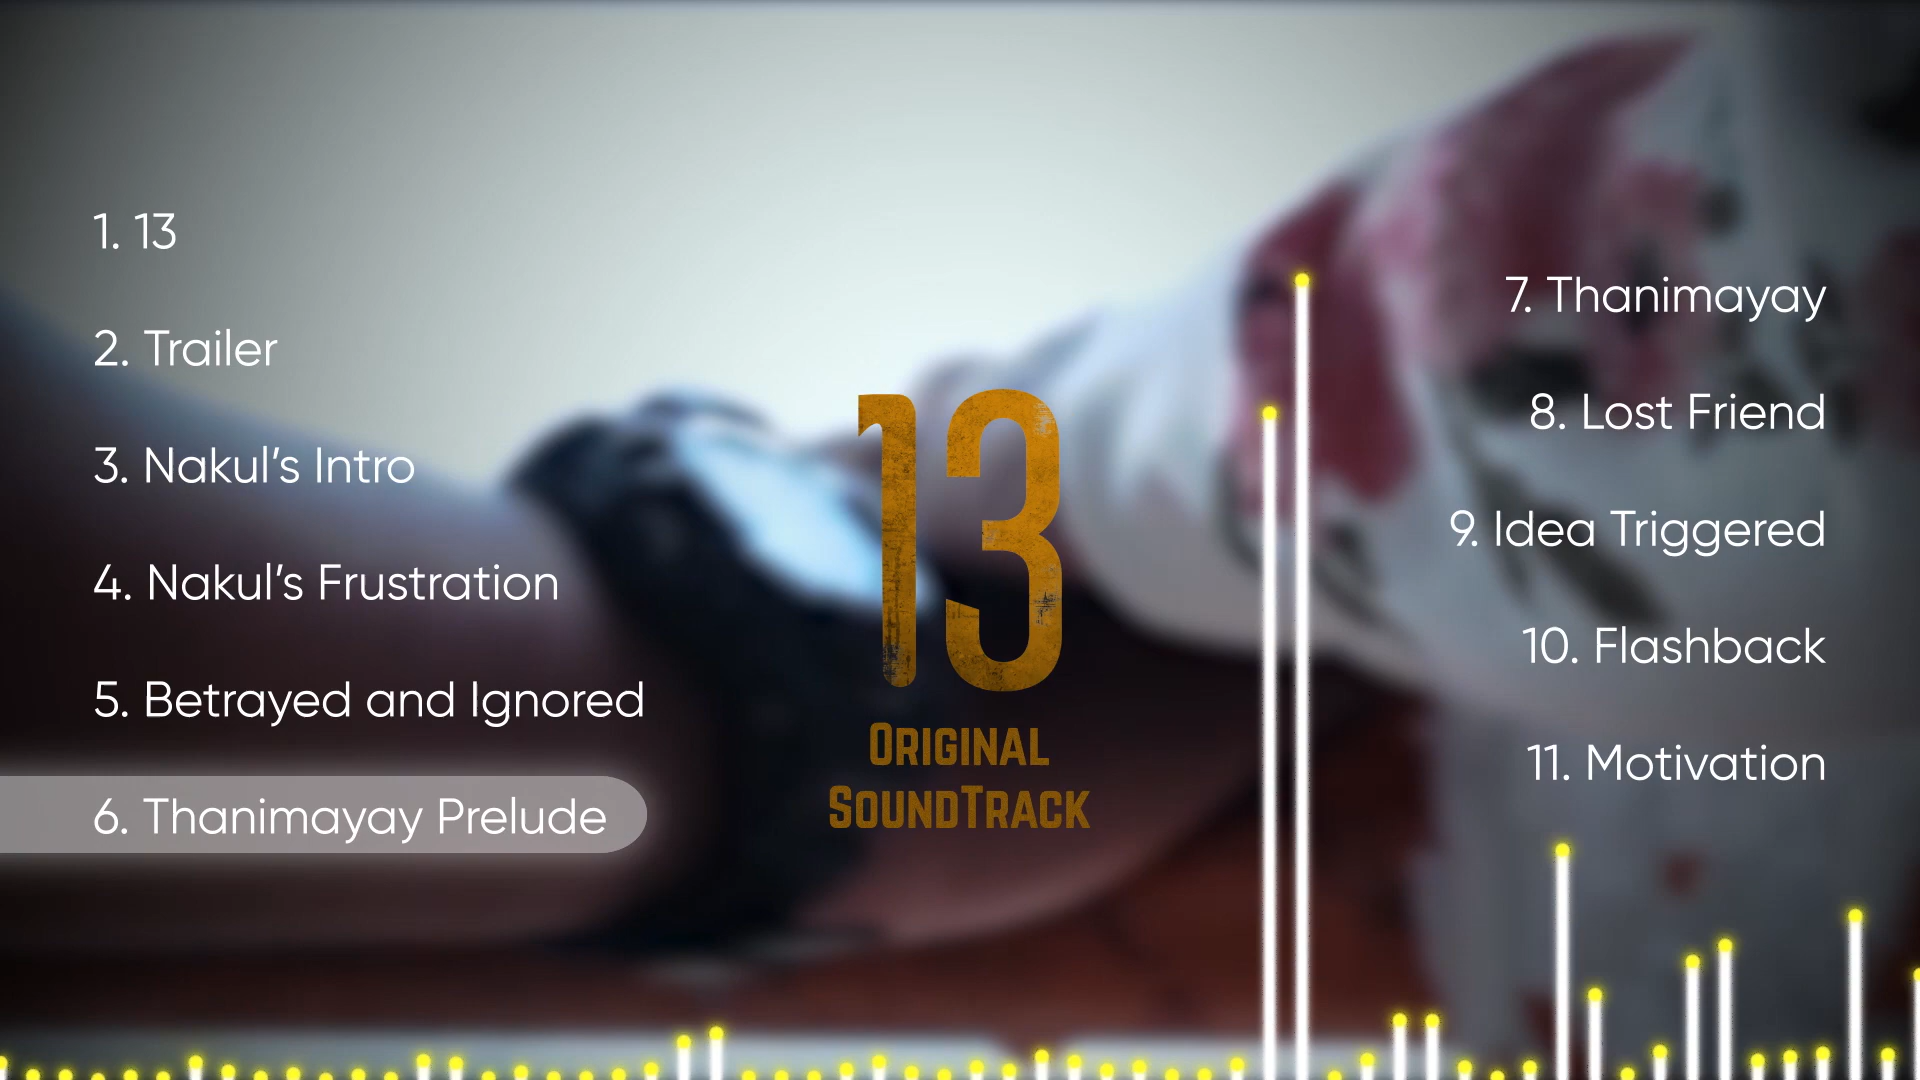 1. 13
2. Trailer
3. Nakul's Intro
4. Nakul's Frustration
5. Betrayed and Ignored
6. Thanimayay Prelude
13
Original
SoundTrack
7. Thanimayay
8. Lost Friend
9. Idea Triggered
10. Flashback
11. Motivation